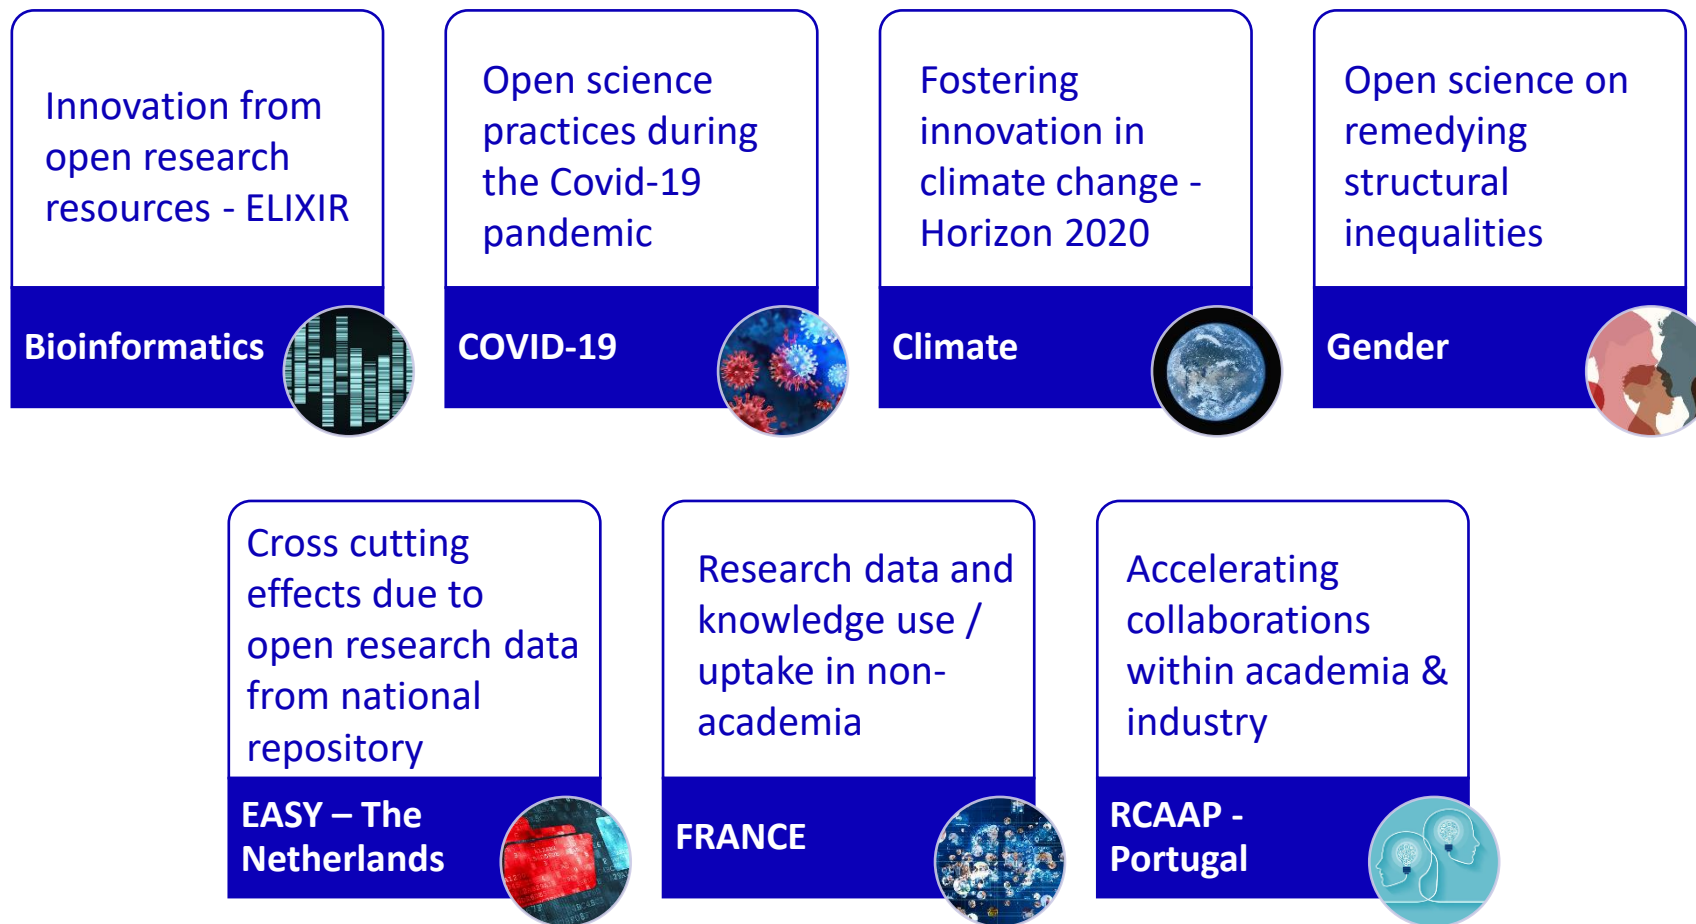 Innovation from
open research
resources - ELIXIR
Bioinformatics
Open science
practices during
the Covid-19
pandemic
COVID-19
Fostering
innovation in
climate change -
Horizon 2020
Climate
Open science on
remedying
structural
inequalities
Gender
Cross cutting
effects due to
open research data
from national
repository
EASY – The
Netherlands
Research data and
knowledge use /
uptake in non-
academia
FRANCE
Accelerating
collaborations
within academia &
industry
RCAAP -
Portugal